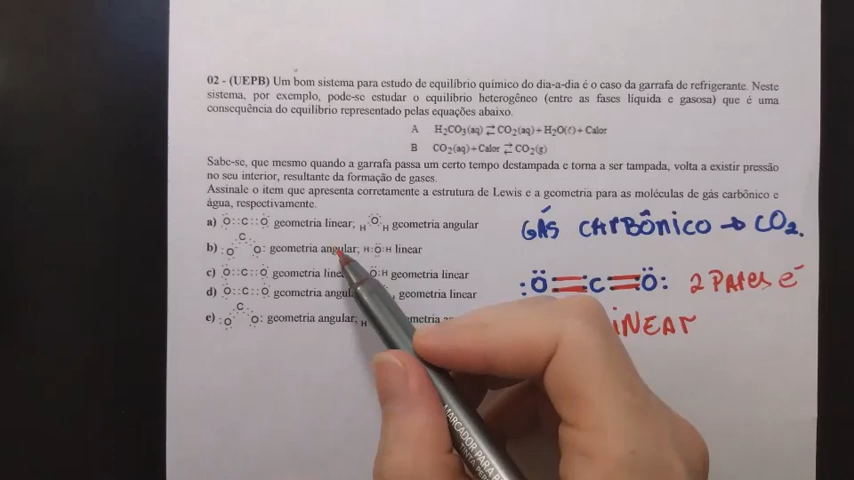 02 - (UEPB) Um bom sistema para estudo de equilíbrio químico do dia-a-dia é o caso da garrafa de refrigerante. Neste
sistema, por exemplo, pode-se estudar o equilíbrio heterogêneo (entre as fases líquida e gasosa) que é uma
consequência do equilíbrio representado pelas equações abaixo.
A H₂CO₃(aq) ⇄ CO₂(aq) + H₂O(ℓ) + Calor
B CO₂(aq) + Calor ⇄ CO₂(g)
Sabe-se, que mesmo quando a garrafa passa um certo tempo destampada e torna a ser tampada, volta a existir pressão
no seu interior, resultante da formação de gases.
Assinale o item que apresenta corretamente a estrutura de Lewis e a geometria para as moléculas de gás carbônico e
água, respectivamente.
a) O::C::O geometria linear; H O H geometria angular
b) :O C O: geometria angular; H:O:H linear
c) O::C::O geometria O:H geometria linear
d) O::C::O geometria geometria linear
e) :O C O: geometria angular; H
GÁS CARBÔNICO → CO₂.
:Ö=C=Ö: 2 PAreS é